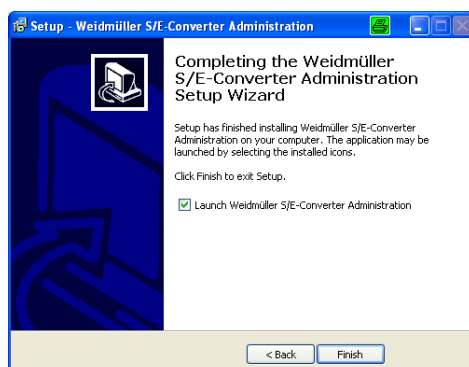 Setup - Weidmüller S/E-Converter Administration
Completing the Weidmüller
S/E-Converter Administration
Setup Wizard
Setup has finished installing Weidmüller S/E-Converter
Administration on your computer. The application may be
launched by selecting the installed icons.
Click Finish to exit Setup.
Launch Weidmüller S/E-Converter Administration
< Back
Finish